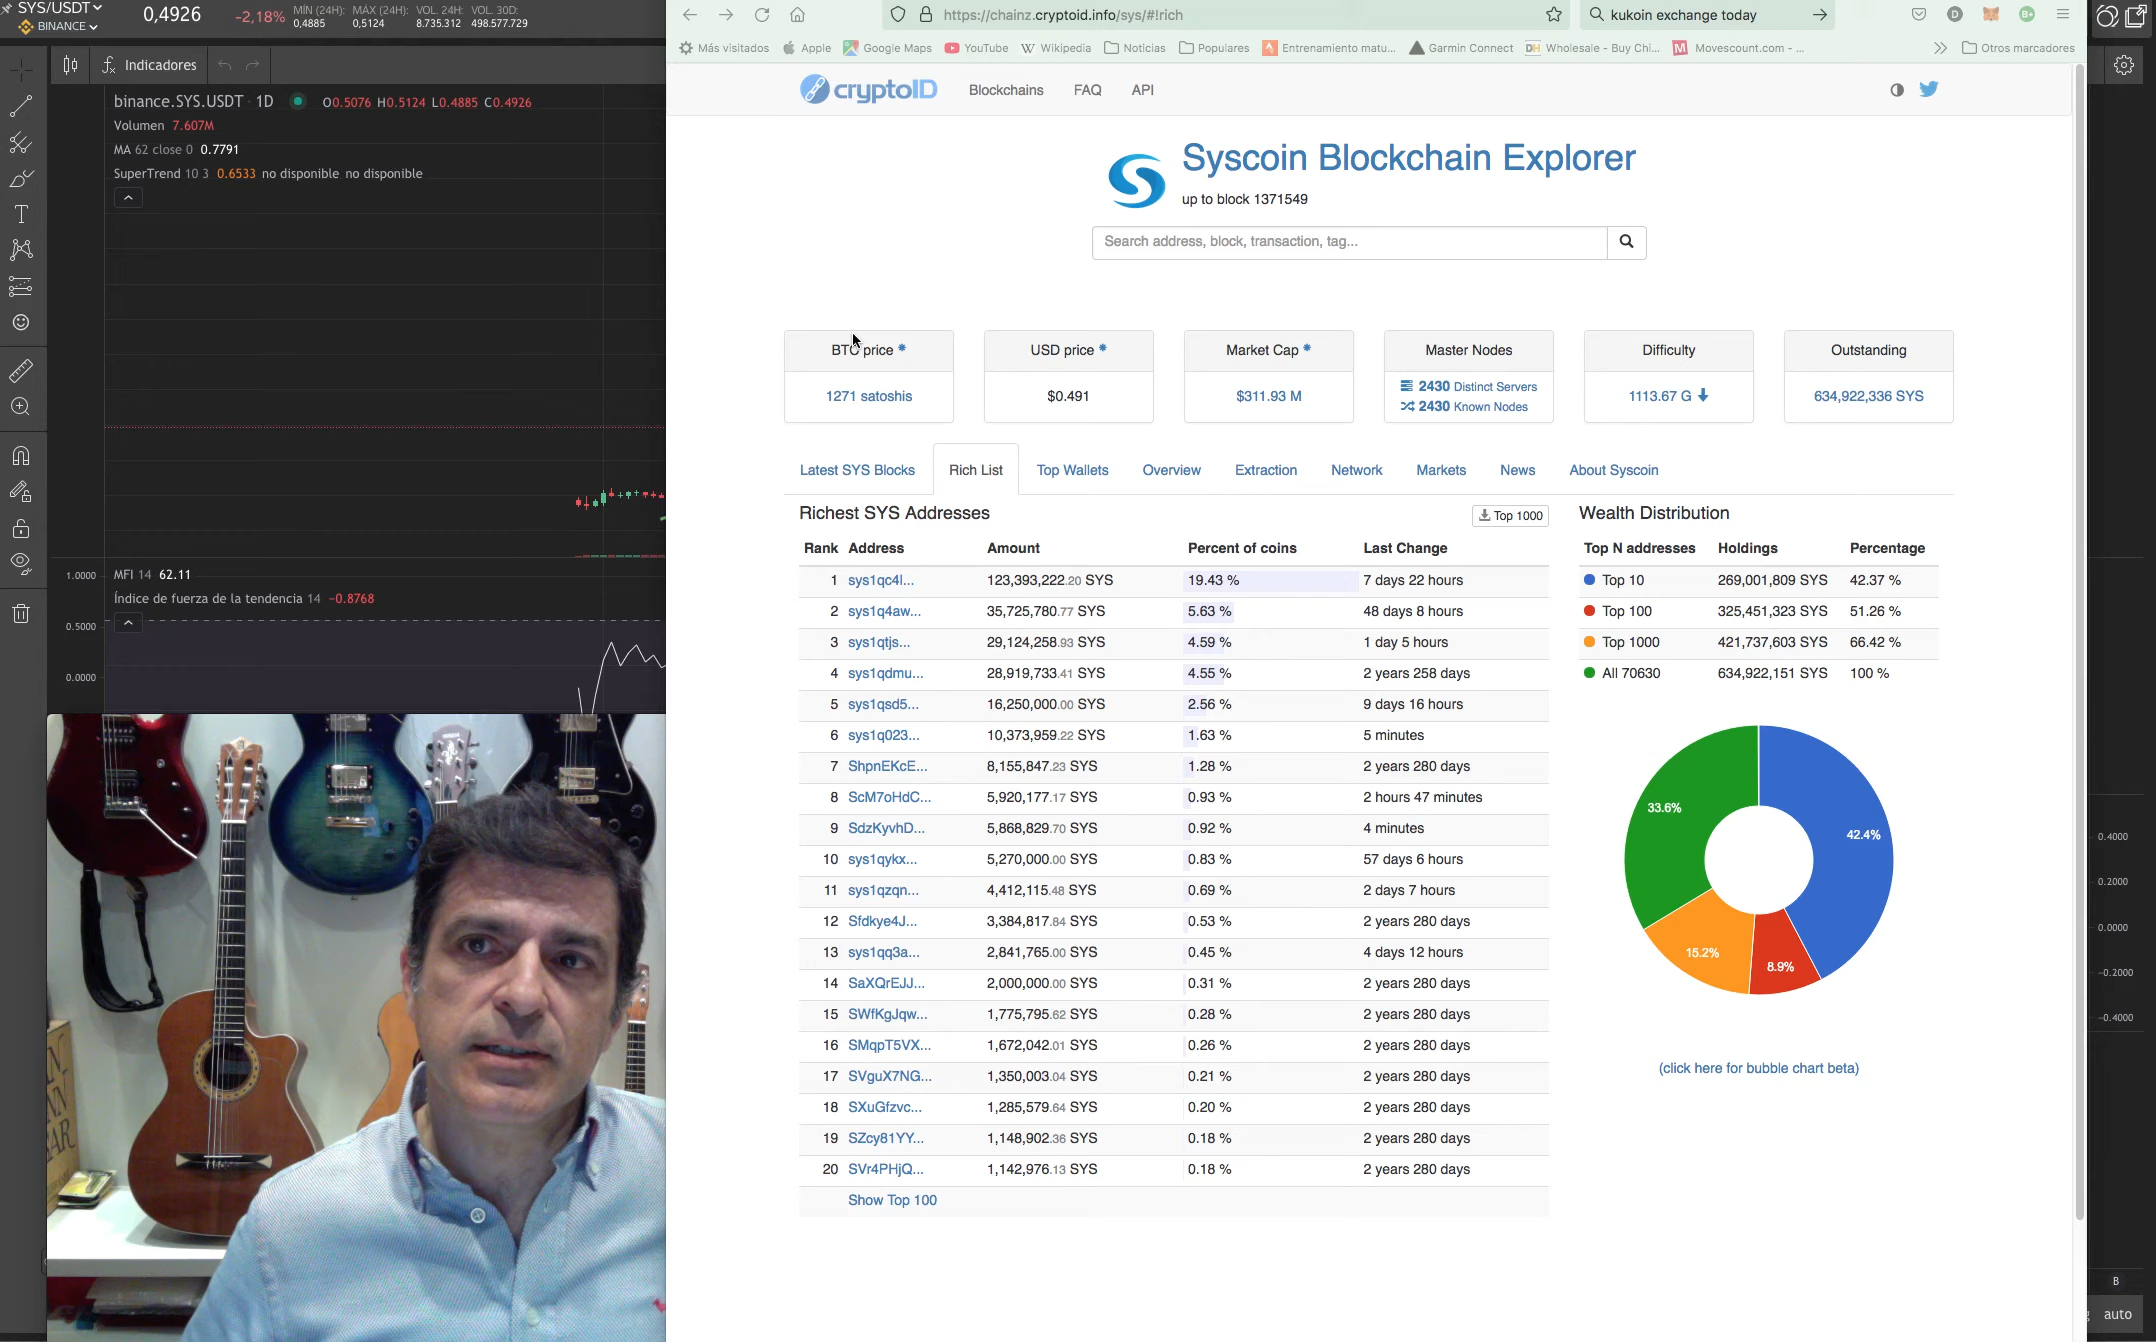 SYS/USDT
BINANCE
0,4926
-2,18%
MÍN (24H): MÁX (24H): VOL. 24H: VOL. 30D:
0,4885 0,5124 8.735.312 498.577.729
Indicadores
binance.SYS.USDT 1D O0.5076 H0.5124 L0.4885 C0.4926
Volumen 7.607M
MA 62 close 0 0.7791
SuperTrend 10 3 0.6533 no disponible no disponible
MFI 14 62.11
Índice de fuerza de la tendencia 14 −0.8768
1.0000
0.5000
0.0000
https://chainz.cryptoid.info/sys/#!rich
kukoin exchange today
Más visitados Apple Google Maps YouTube Wikipedia Noticias Populares Entrenamiento matu... Garmin Connect Wholesale - Buy Chi... Movescount.com - ... Otros marcadores
cryptoID Blockchains FAQ API
Syscoin Blockchain Explorer
up to block 1371549
Search address, block, transaction, tag...
BTC price USD price Market Cap Master Nodes Difficulty Outstanding
1271 satoshis $0.491 $311.93 M 2430 Distinct Servers 1113.67 G 634,922,336 SYS
2430 Known Nodes
Latest SYS Blocks Rich List Top Wallets Overview Extraction Network Markets News About Syscoin
Richest SYS Addresses
Top 1000
Rank Address Amount Percent of coins Last Change
1 sys1qc4l... 123,393,222.20 SYS 19.43 % 7 days 22 hours
2 sys1q4aw... 35,725,780.77 SYS 5.63 % 48 days 8 hours
3 sys1qtjs... 29,124,258.93 SYS 4.59 % 1 day 5 hours
4 sys1qdmu... 28,919,733.41 SYS 4.55 % 2 years 258 days
5 sys1qsd5... 16,250,000.00 SYS 2.56 % 9 days 16 hours
6 sys1q023... 10,373,959.22 SYS 1.63 % 5 minutes
7 ShpnEKcE... 8,155,847.23 SYS 1.28 % 2 years 280 days
8 ScM7oHdC... 5,920,177.17 SYS 0.93 % 2 hours 47 minutes
9 SdzKyvhD... 5,868,829.70 SYS 0.92 % 4 minutes
10 sys1qykx... 5,270,000.00 SYS 0.83 % 57 days 6 hours
11 sys1qzqn... 4,412,115.48 SYS 0.69 % 2 days 7 hours
12 Sfdkye4J... 3,384,817.84 SYS 0.53 % 2 years 280 days
13 sys1qq3a... 2,841,765.00 SYS 0.45 % 4 days 12 hours
14 SaXQrEJJ... 2,000,000.00 SYS 0.31 % 2 years 280 days
15 SWfKgJqw... 1,775,795.62 SYS 0.28 % 2 years 280 days
16 SMqpT5VX... 1,672,042.01 SYS 0.26 % 2 years 280 days
17 SVguX7NG... 1,350,003.04 SYS 0.21 % 2 years 280 days
18 SXuGfzvc... 1,285,579.64 SYS 0.20 % 2 years 280 days
19 SZcy81YY... 1,148,902.36 SYS 0.18 % 2 years 280 days
20 SVr4PHjQ... 1,142,976.13 SYS 0.18 % 2 years 280 days
Show Top 100
Wealth Distribution
Top N addresses Holdings Percentage
Top 10 269,001,809 SYS 42.37 %
Top 100 325,451,323 SYS 51.26 %
Top 1000 421,737,603 SYS 66.42 %
All 70630 634,922,151 SYS 100 %
33.6%
42.4%
15.2%
8.9%
(click here for bubble chart beta)
0.4000
0.2000
0.0000
−0.2000
−0.4000
B
auto